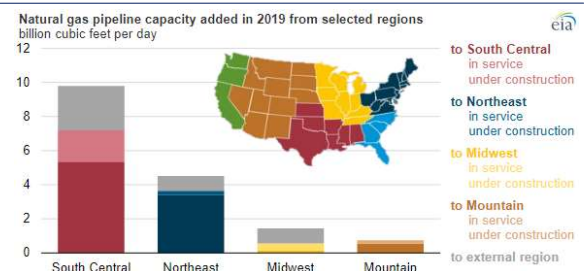 Natural gas pipeline capacity added in 2019 from selected regions
billion cubic feet per day
eia
12
10
8
6
4
2
0
South Central
Northeast
Midwest
Mountain
to South Central
in service
under construction
to Northeast
in service
under construction
to Midwest
in service
under construction
to Mountain
in service
under construction
to external region